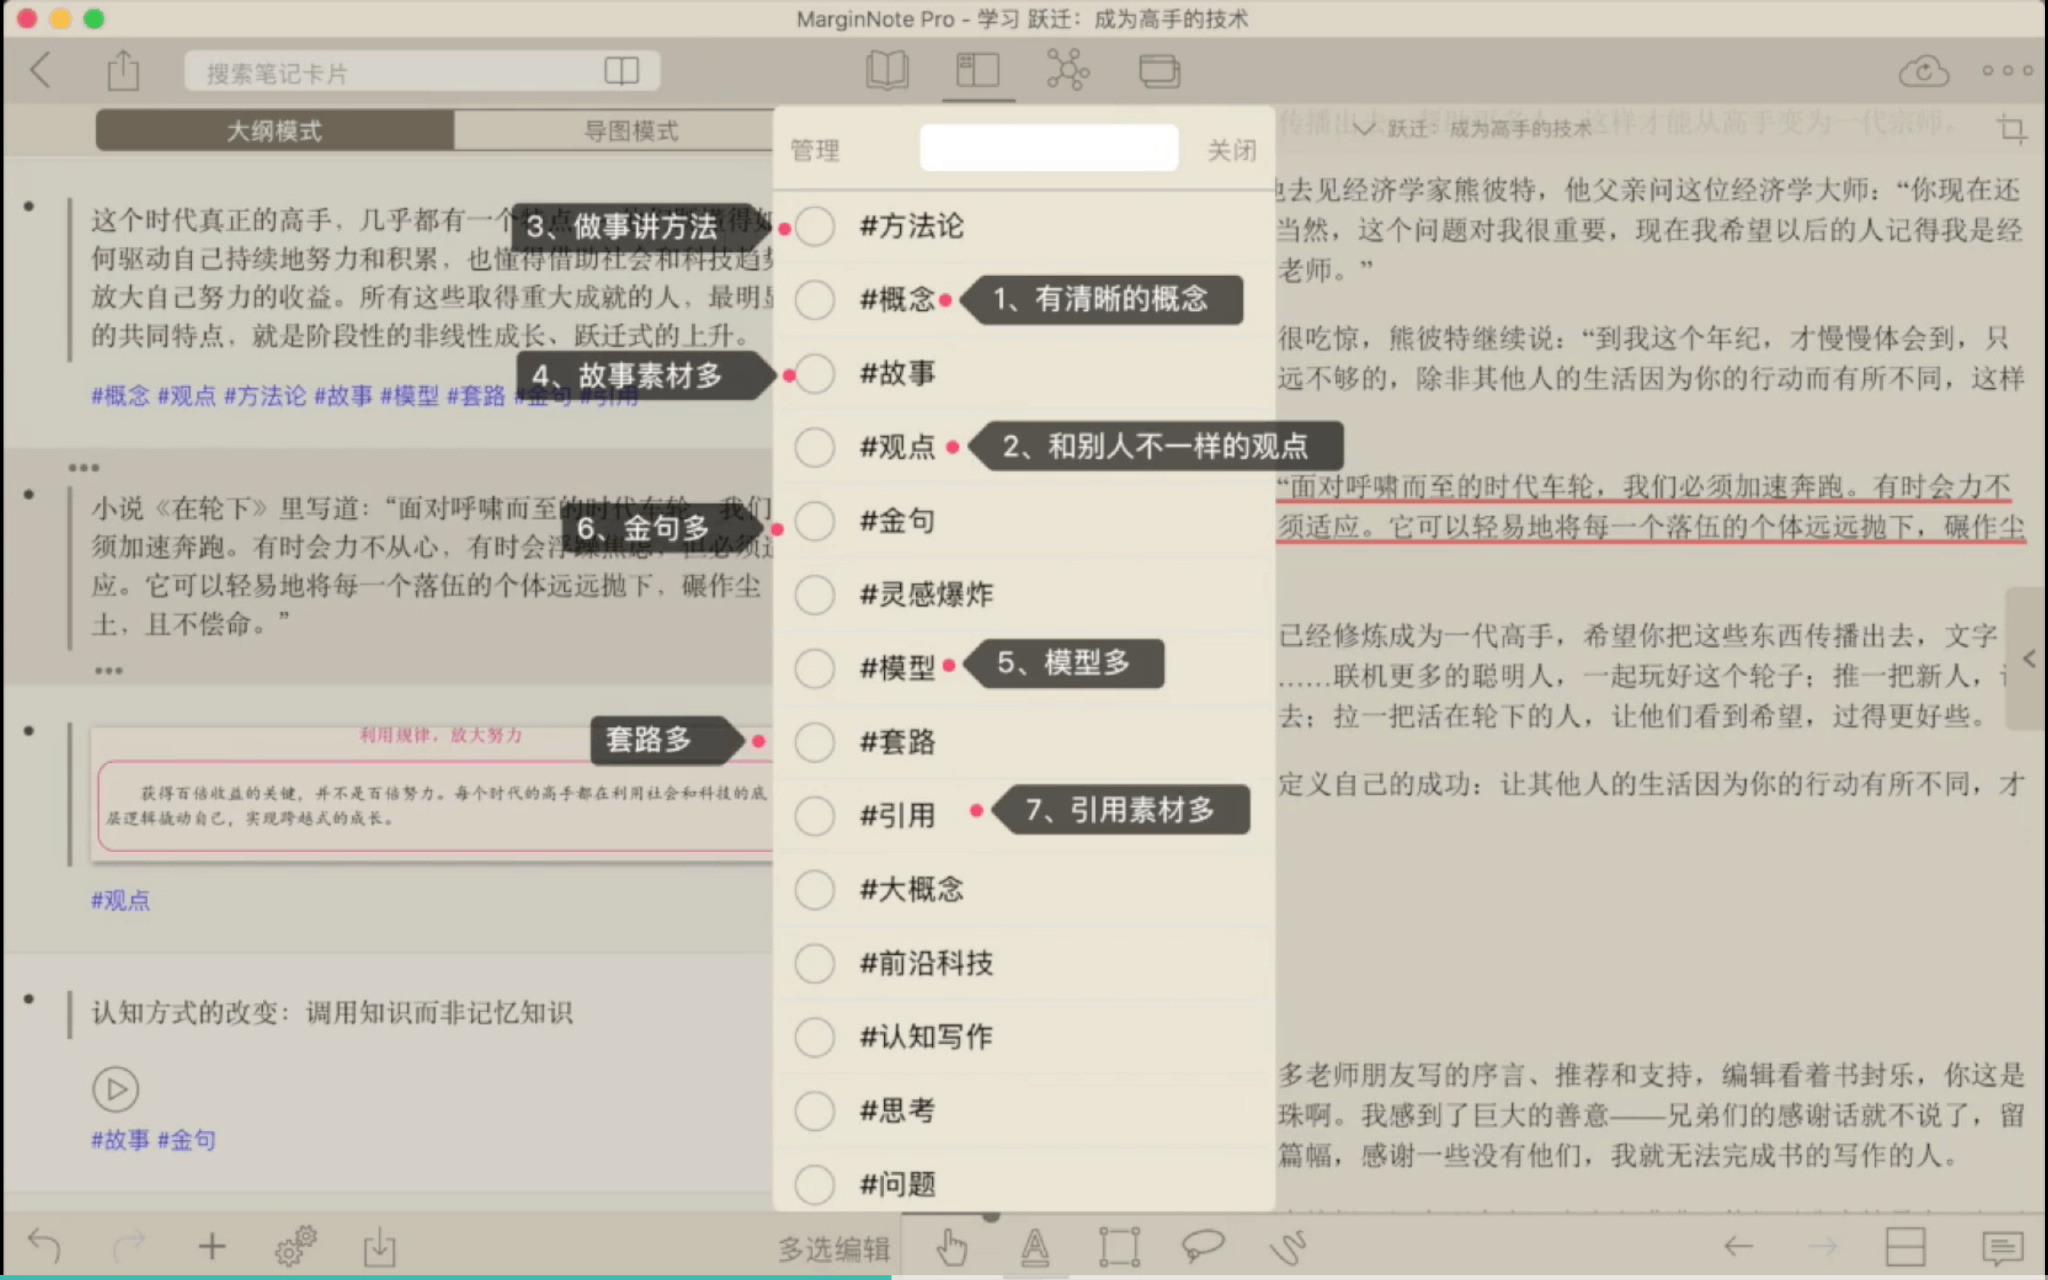 MarginNote Pro - 学习 跃迁：成为高手的技术
搜索笔记卡片
大纲模式
导图模式
这个时代真正的高手，几乎都有一个
何驱动自己持续地努力和积累，也懂得借助社会和科技趋势
放大自己努力的收益。所有这些取得重大成就的人，最明显
的共同特点，就是阶段性的非线性成长、跃迁式的上升。
#概念 #观点 #方法论 #故事 #模型 #套路 #金句 #引用
小说《在轮下》里写道：“面对呼啸而至的时代车轮，我们
须加速奔跑。有时会力不从心，有时会浮躁焦虑，但必须适
应。它可以轻易地将每一个落伍的个体远远抛下，碾作尘
土，且不偿命。”
利用规律，放大努力
获得百倍收益的关键，并不是百倍努力。每个时代的高手都在利用社会和科技的底
层逻辑撬动自己，实现跨越式的成长。
#观点
认知方式的改变：调用知识而非记忆知识
#故事 #金句
管理
关闭
3、做事讲方法
#方法论
#概念
1、有清晰的概念
4、故事素材多
#故事
#观点
2、和别人不一样的观点
6、金句多
#金句
#灵感爆炸
#模型
5、模型多
套路多
#套路
#引用
7、引用素材多
#大概念
#前沿科技
#认知写作
#思考
#问题
传播出去，这样才能从高手变为一代宗师。
跃迁：成为高手的技术
去见经济学家熊彼特，他父亲问这位经济学大师：“你现在还
当然，这个问题对我很重要，现在我希望以后的人记得我是经
老师。”
很吃惊，熊彼特继续说：“到我这个年纪，才慢慢体会到，只
远不够的，除非其他人的生活因为你的行动而有所不同，这样
“面对呼啸而至的时代车轮，我们必须加速奔跑。有时会力不
须适应。它可以轻易地将每一个落伍的个体远远抛下，碾作尘
己经修炼成为一代高手，希望你把这些东西传播出去，文字
……联机更多的聪明人，一起玩好这个轮子；推一把新人，
去；拉一把活在轮下的人，让他们看到希望，过得更好些。
定义自己的成功：让其他人的生活因为你的行动有所不同，才
多老师朋友写的序言、推荐和支持，编辑看着书封乐，你这是
珠啊。我感到了巨大的善意——兄弟们的感谢话就不说了，留
篇幅，感谢一些没有他们，我就无法完成书的写作的人。
多选编辑